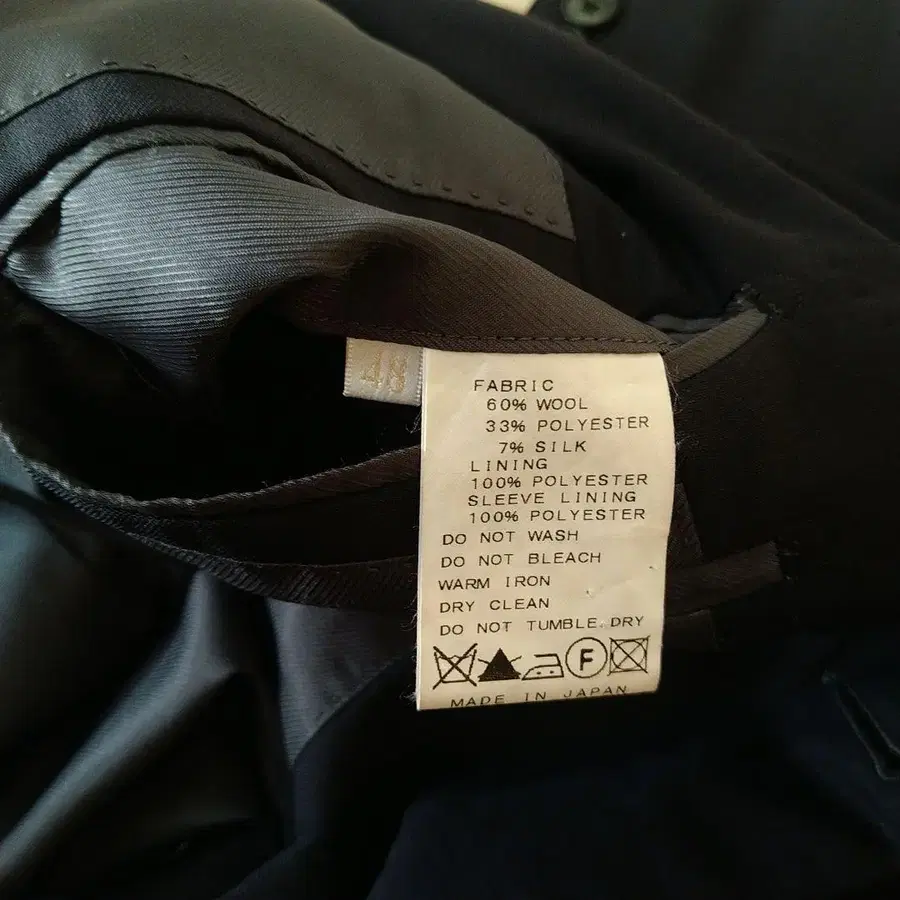 48
FABRIC
60% WOOL
33% POLYESTER
7% SILK
LINING
100% POLYESTER
SLEEVE LINING
100% POLYESTER
DO NOT WASH
DO NOT BLEACH
WARM IRON
DRY CLEAN
DO NOT TUMBLE DRY
F
MADE IN JAPAN